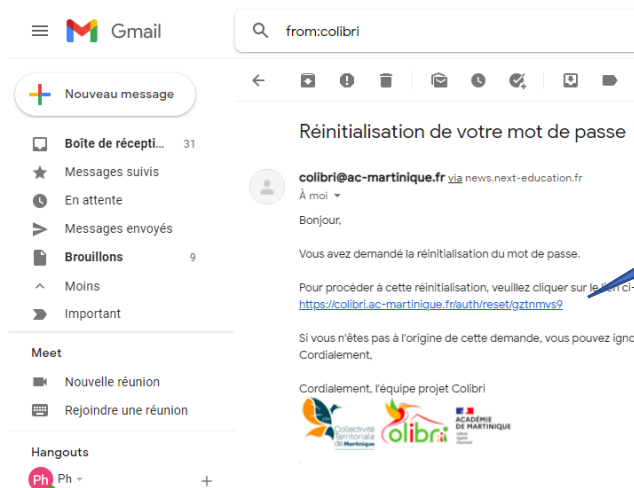 Gmail
from:colibri
Nouveau message
Boîte de récepti... 31
Messages suivis
En attente
Messages envoyés
Brouillons 9
Moins
Important
Meet
Nouvelle réunion
Rejoindre une réunion
Hangouts
Ph Ph
Réinitialisation de votre mot de passe
colibri@ac-martinique.fr via news.next-education.fr
À moi
Bonjour,
Vous avez demandé la réinitialisation du mot de passe.
Pour procéder à cette réinitialisation, veuillez cliquer sur le lien ci-
https://colibri.ac-martinique.fr/auth/reset/gztnmvs9
Si vous n'êtes pas à l'origine de cette demande, vous pouvez igno
Cordialement,
Cordialement, l'équipe projet Colibri
Collectivité
Territoriale
de Martinique
Colibri
ACADÉMIE
DE MARTINIQUE